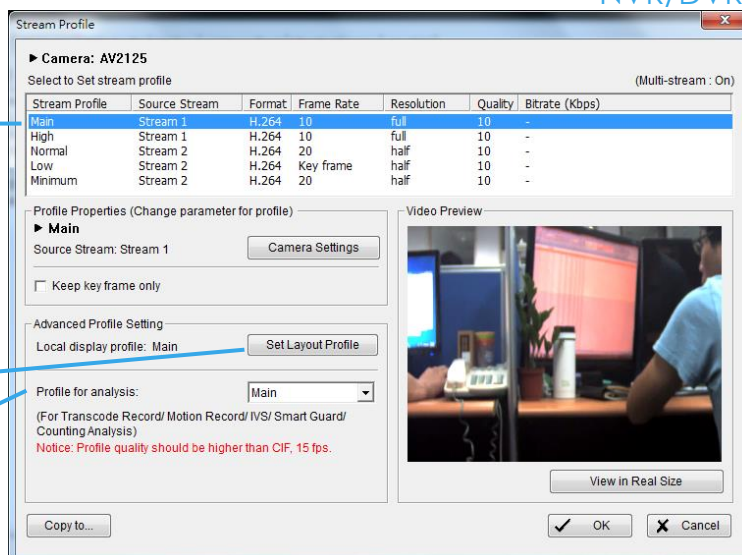 NVR/DVR
Stream Profile
Camera: AV2125
Select to Set stream profile (Multi-stream : On)
Stream Profile Source Stream Format Frame Rate Resolution Quality Bitrate (Kbps)
Main Stream 1 H.264 10 full 10 -
High Stream 1 H.264 10 full 10 -
Normal Stream 2 H.264 20 half 10 -
Low Stream 2 H.264 Key frame half 10 -
Minimum Stream 2 H.264 20 half 10 -
Profile Properties (Change parameter for profile)
Main
Source Stream: Stream 1 Camera Settings
Keep key frame only
Advanced Profile Setting
Local display profile: Main Set Layout Profile
Profile for analysis: Main
(For Transcode Record/ Motion Record/ IVS/ Smart Guard/
Counting Analysis)
Notice: Profile quality should be higher than CIF, 15 fps.
Video Preview
View in Real Size
Copy to... OK Cancel